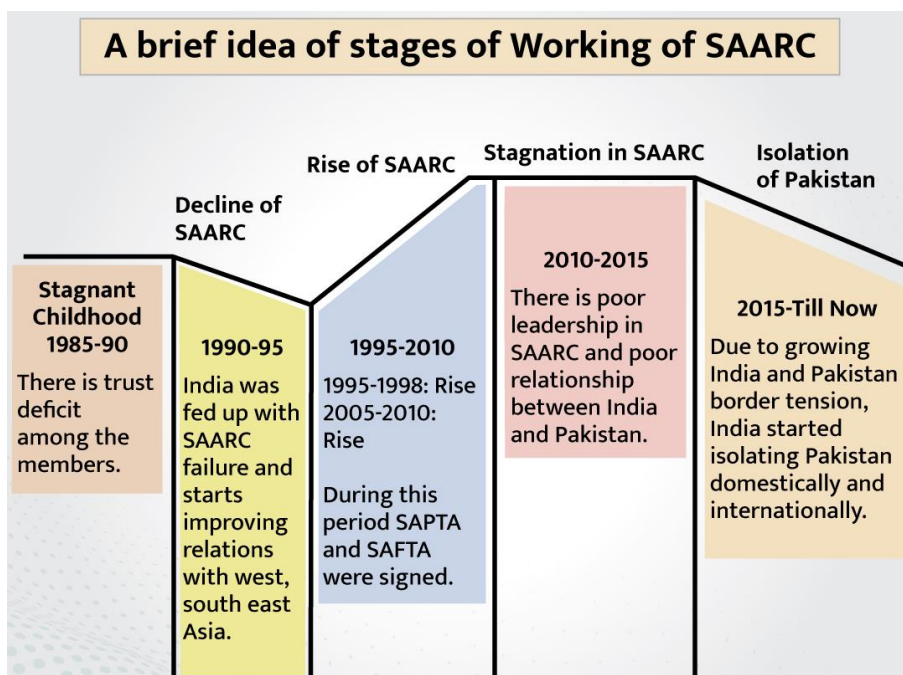 A brief idea of stages of Working of SAARC
Stagnant
Childhood
1985-90
There is trust
deficit
among the
members.
Decline of
SAARC
1990-95
India was
fed up with
SAARC
failure and
starts
improving
relations
with west,
south east
Asia.
Rise of SAARC
1995-2010
1995-1998: Rise
2005-2010:
Rise
During this
period SAPTA
and SAFTA
were signed.
Stagnation in SAARC
2010-2015
There is poor
leadership in
SAARC and poor
relationship
between India
and Pakistan.
Isolation
of Pakistan
2015-Till Now
Due to growing
India and Pakistan
border tension,
India started
isolating Pakistan
domestically and
internationally.